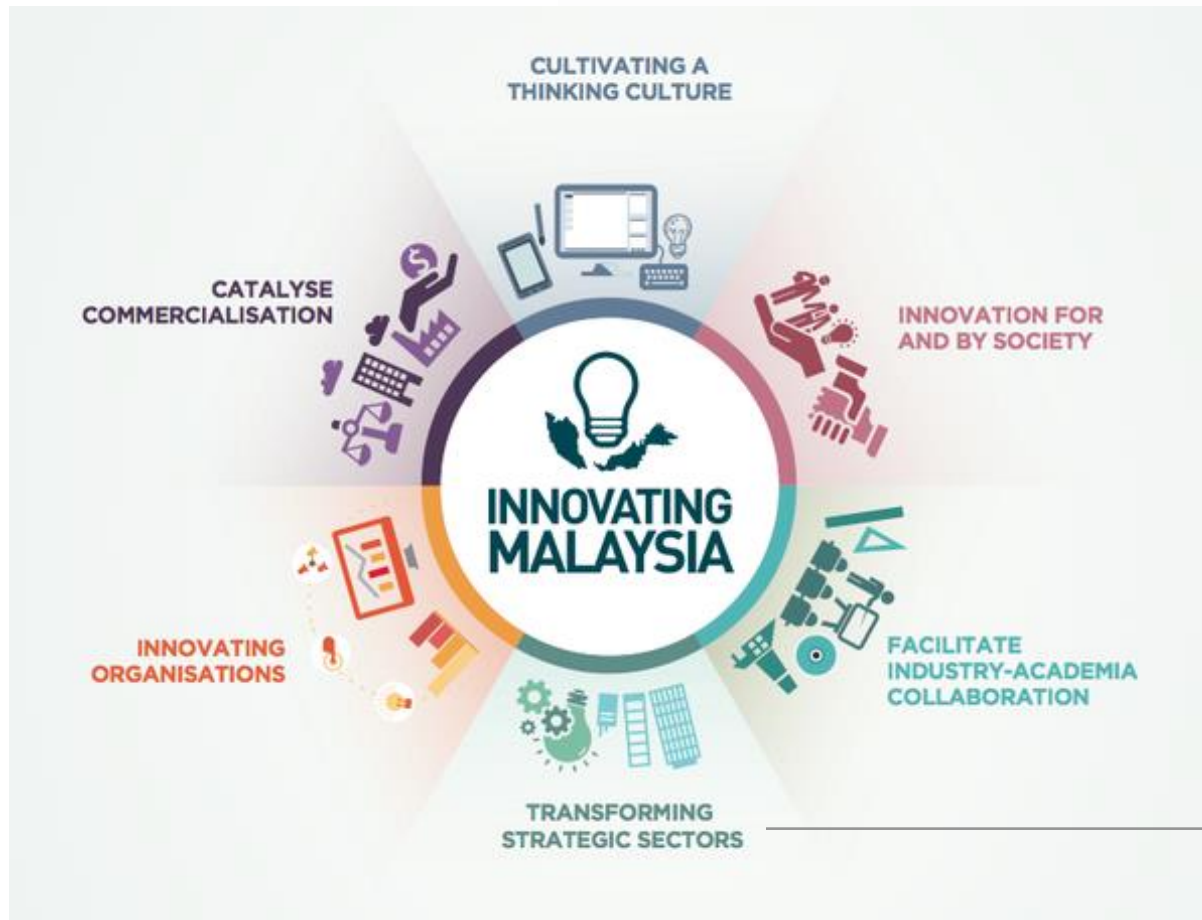 CULTIVATING A
THINKING CULTURE
CATALYSE
COMMERCIALISATION
INNOVATION FOR
AND BY SOCIETY
INNOVATING
MALAYSIA
INNOVATING
ORGANISATIONS
FACILITATE
INDUSTRY-ACADEMIA
COLLABORATION
TRANSFORMING
STRATEGIC SECTORS